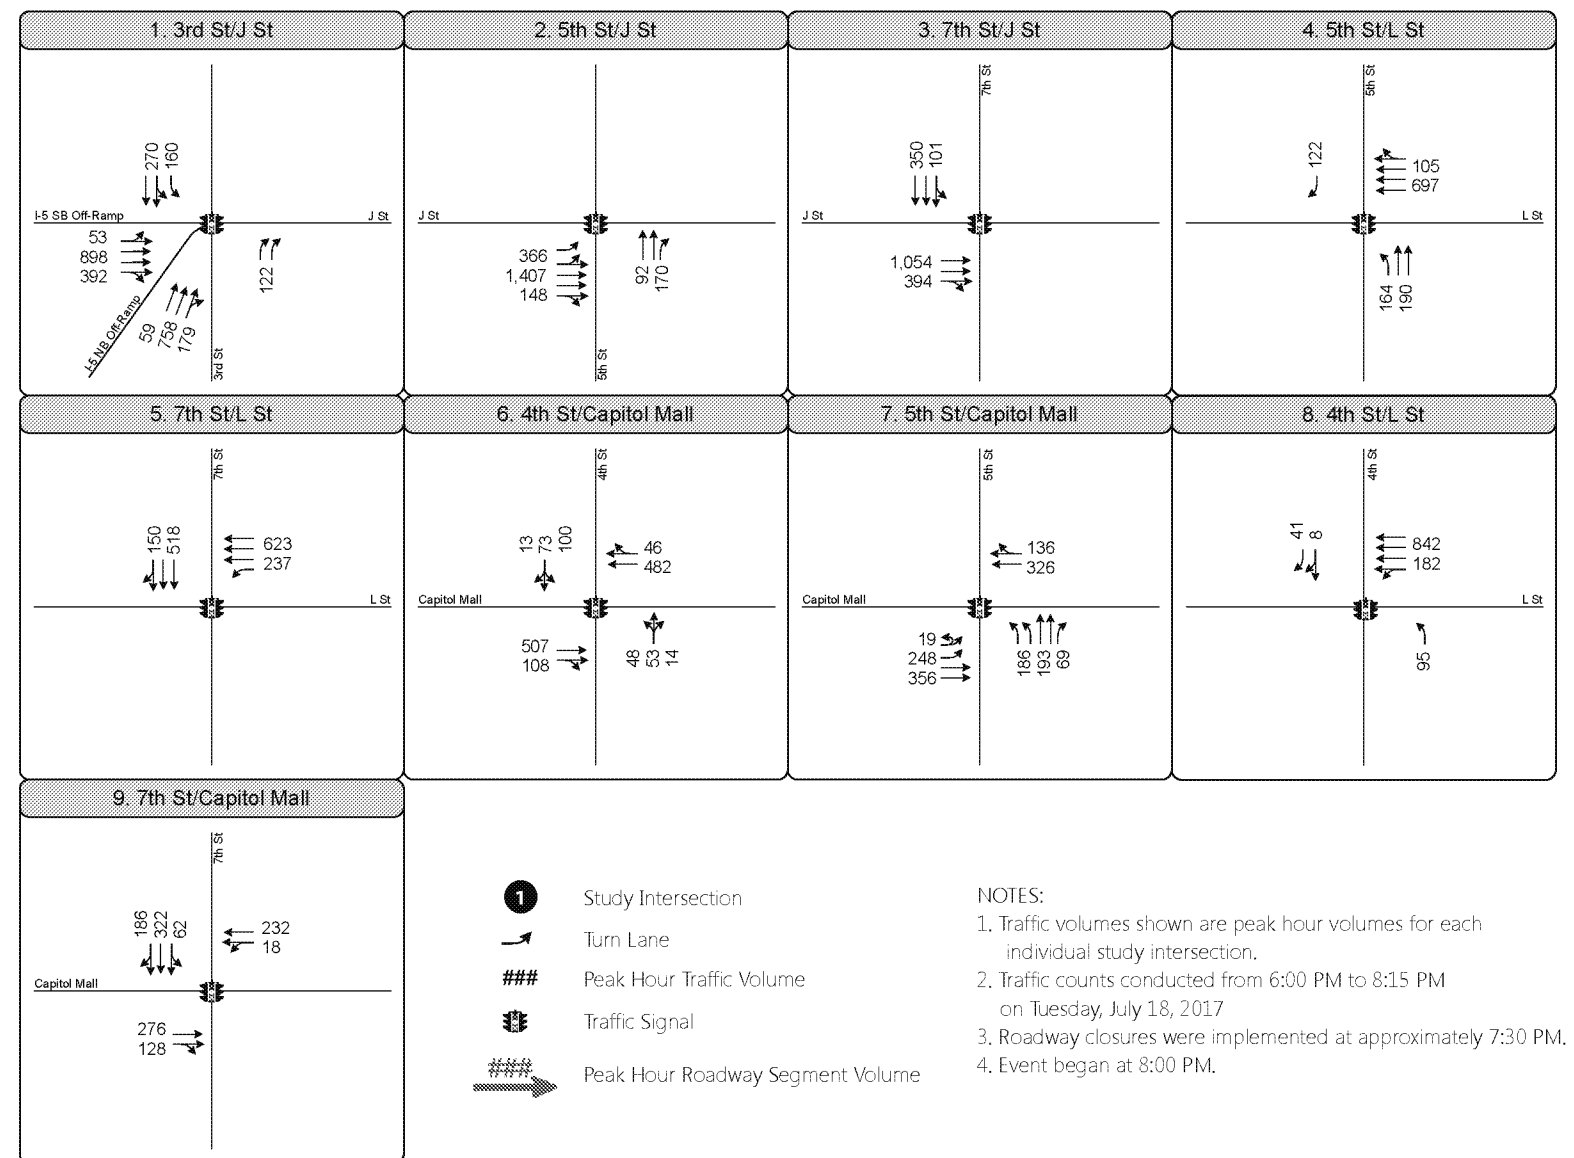 1. 3rd St/J St
270
160
I-5 SB Off-Ramp
J St
53
898
392
I-5 NB Off-Ramp
59
758
179
122
3rd St
2. 5th St/J St
J St
366
1,407
148
92
170
5th St
3. 7th St/J St
7th St
350
101
J St
1,054
394
4. 5th St/L St
5th St
122
105
697
L St
164
190
5. 7th St/L St
7th St
150
518
623
237
L St
6. 4th St/Capitol Mall
4th St
13
73
100
46
482
Capitol Mall
507
108
48
53
14
7. 5th St/Capitol Mall
5th St
136
326
Capitol Mall
19
248
356
186
193
69
8. 4th St/L St
4th St
41
8
842
182
L St
95
9. 7th St/Capitol Mall
7th St
186
322
62
232
18
Capitol Mall
276
128
1
Study Intersection
Turn Lane
###
Peak Hour Traffic Volume
Traffic Signal
###
Peak Hour Roadway Segment Volume
NOTES:
1. Traffic volumes shown are peak hour volumes for each
individual study intersection.
2. Traffic counts conducted from 6:00 PM to 8:15 PM
on Tuesday, July 18, 2017
3. Roadway closures were implemented at approximately 7:30 PM.
4. Event began at 8:00 PM.